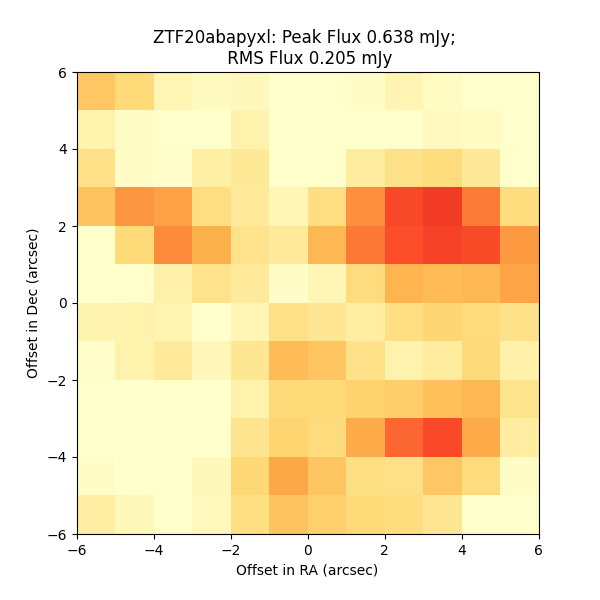 ZTF20abapyxl: Peak Flux 0.638 mJy;
RMS Flux 0.205 mJy
6
4
2
0
−2
−4
−6
Offset in Dec (arcsec)
−6 −4 −2 0 2 4 6
Offset in RA (arcsec)